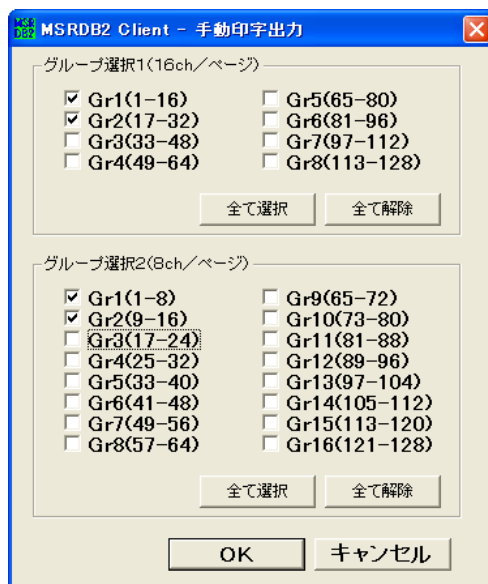 MSR DB2 MSRDB2 Client - 手動印字出力
グループ選択1(16ch／ページ)
Gr1(1-16) Gr5(65-80)
Gr2(17-32) Gr6(81-96)
Gr3(33-48) Gr7(97-112)
Gr4(49-64) Gr8(113-128)
全て選択 全て解除
グループ選択2(8ch／ページ)
Gr1(1-8) Gr9(65-72)
Gr2(9-16) Gr10(73-80)
Gr3(17-24) Gr11(81-88)
Gr4(25-32) Gr12(89-96)
Gr5(33-40) Gr13(97-104)
Gr6(41-48) Gr14(105-112)
Gr7(49-56) Gr15(113-120)
Gr8(57-64) Gr16(121-128)
全て選択 全て解除
OK キャンセル